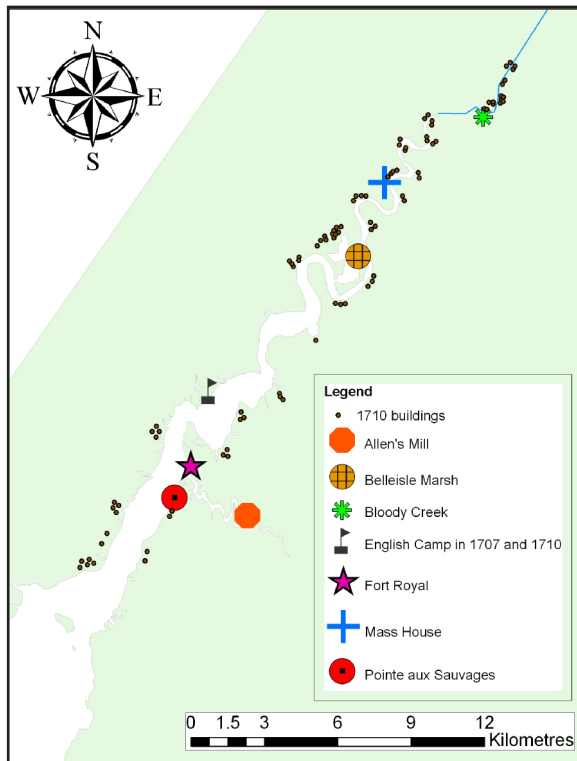 N
W E
S
Legend
1710 buildings
Allen's Mill
Belleisle Marsh
Bloody Creek
English Camp in 1707 and 1710
Fort Royal
Mass House
Pointe aux Sauvages
0 1.5 3 6 9 12
Kilometres